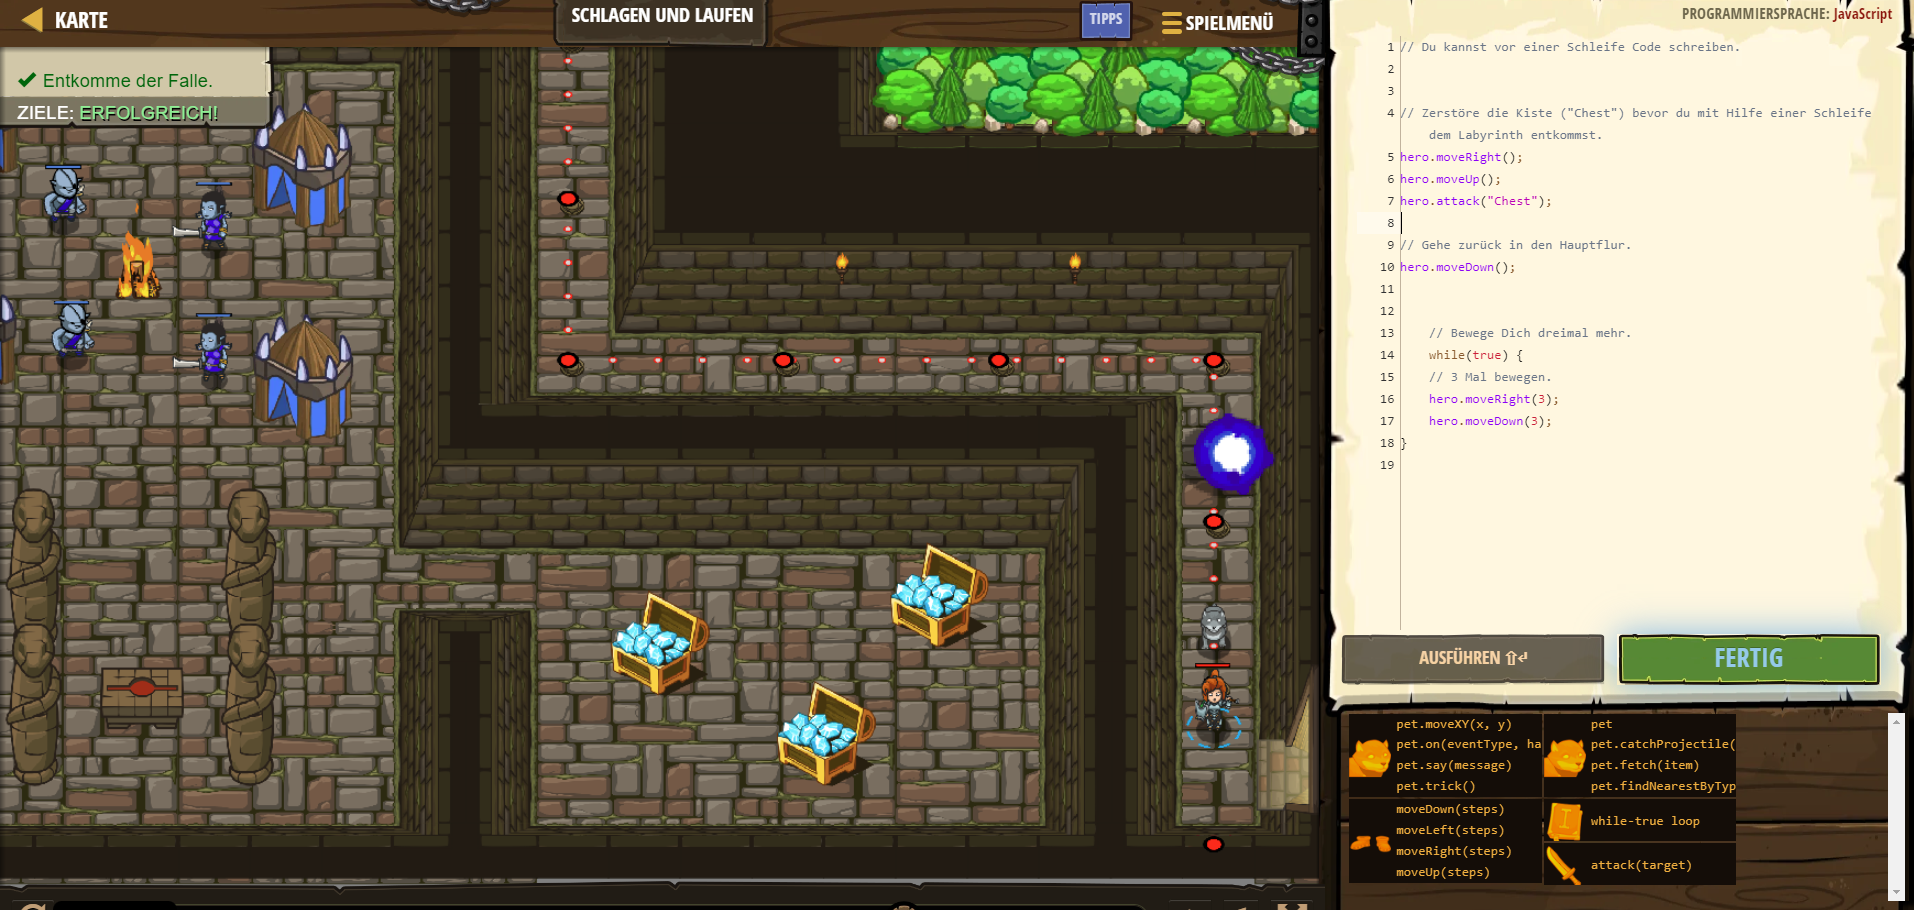 KARTE
SCHLAGEN UND LAUFEN
TIPPS
SPIELMENÜ
PROGRAMMIERSPRACHE: JavaScript
Entkomme der Falle.
ZIELE: ERFOLGREICH!
1 // Du kannst vor einer Schleife Code schreiben.
2
3
4 // Zerstöre die Kiste ("Chest") bevor du mit Hilfe einer Schleife
dem Labyrinth entkommst.
5 hero.moveRight();
6 hero.moveUp();
7 hero.attack("Chest");
8
9 // Gehe zurück in den Hauptflur.
10 hero.moveDown();
11
12
13 // Bewege Dich dreimal mehr.
14 while(true) {
15 // 3 Mal bewegen.
16 hero.moveRight(3);
17 hero.moveDown(3);
18 }
19
AUSFÜHREN ⇧↵
FERTIG
pet.moveXY(x, y)
pet.on(eventType, ha
pet.say(message)
pet.trick()
pet
pet.catchProjectile(
pet.fetch(item)
pet.findNearestByTyp
moveDown(steps)
moveLeft(steps)
moveRight(steps)
moveUp(steps)
while-true loop
attack(target)